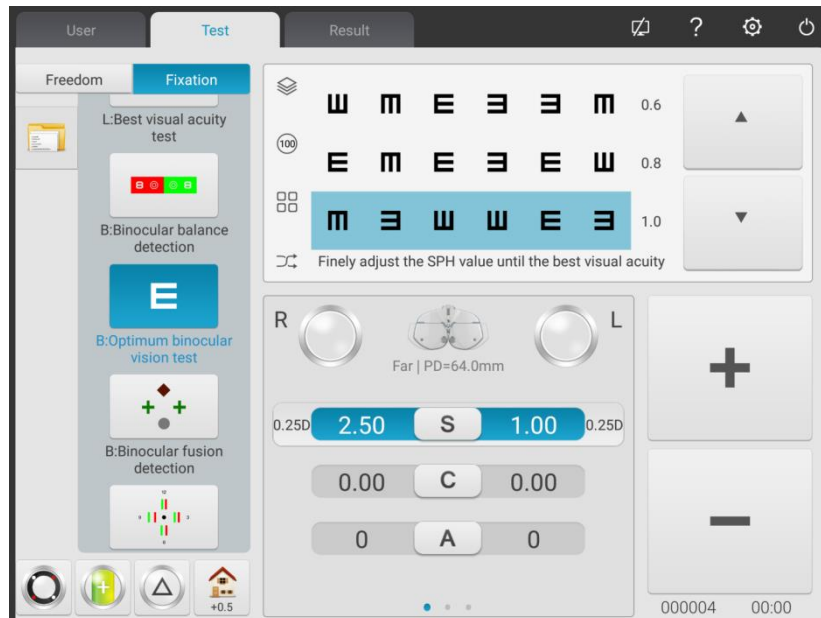 User
Test
Result
?
Freedom
Fixation
L:Best visual acuity
test
B:Binocular balance
detection
E
B:Optimum binocular
vision test
B:Binocular fusion
detection
+0.5
100
E E E E E E 0.6
E E E E E E 0.8
E E E E E E 1.0
Finely adjust the SPH value until the best visual acuity
R
L
Far | PD=64.0mm
0.25D 2.50 S 1.00 0.25D
0.00 C 0.00
0 A 0
+
−
000004 00:00